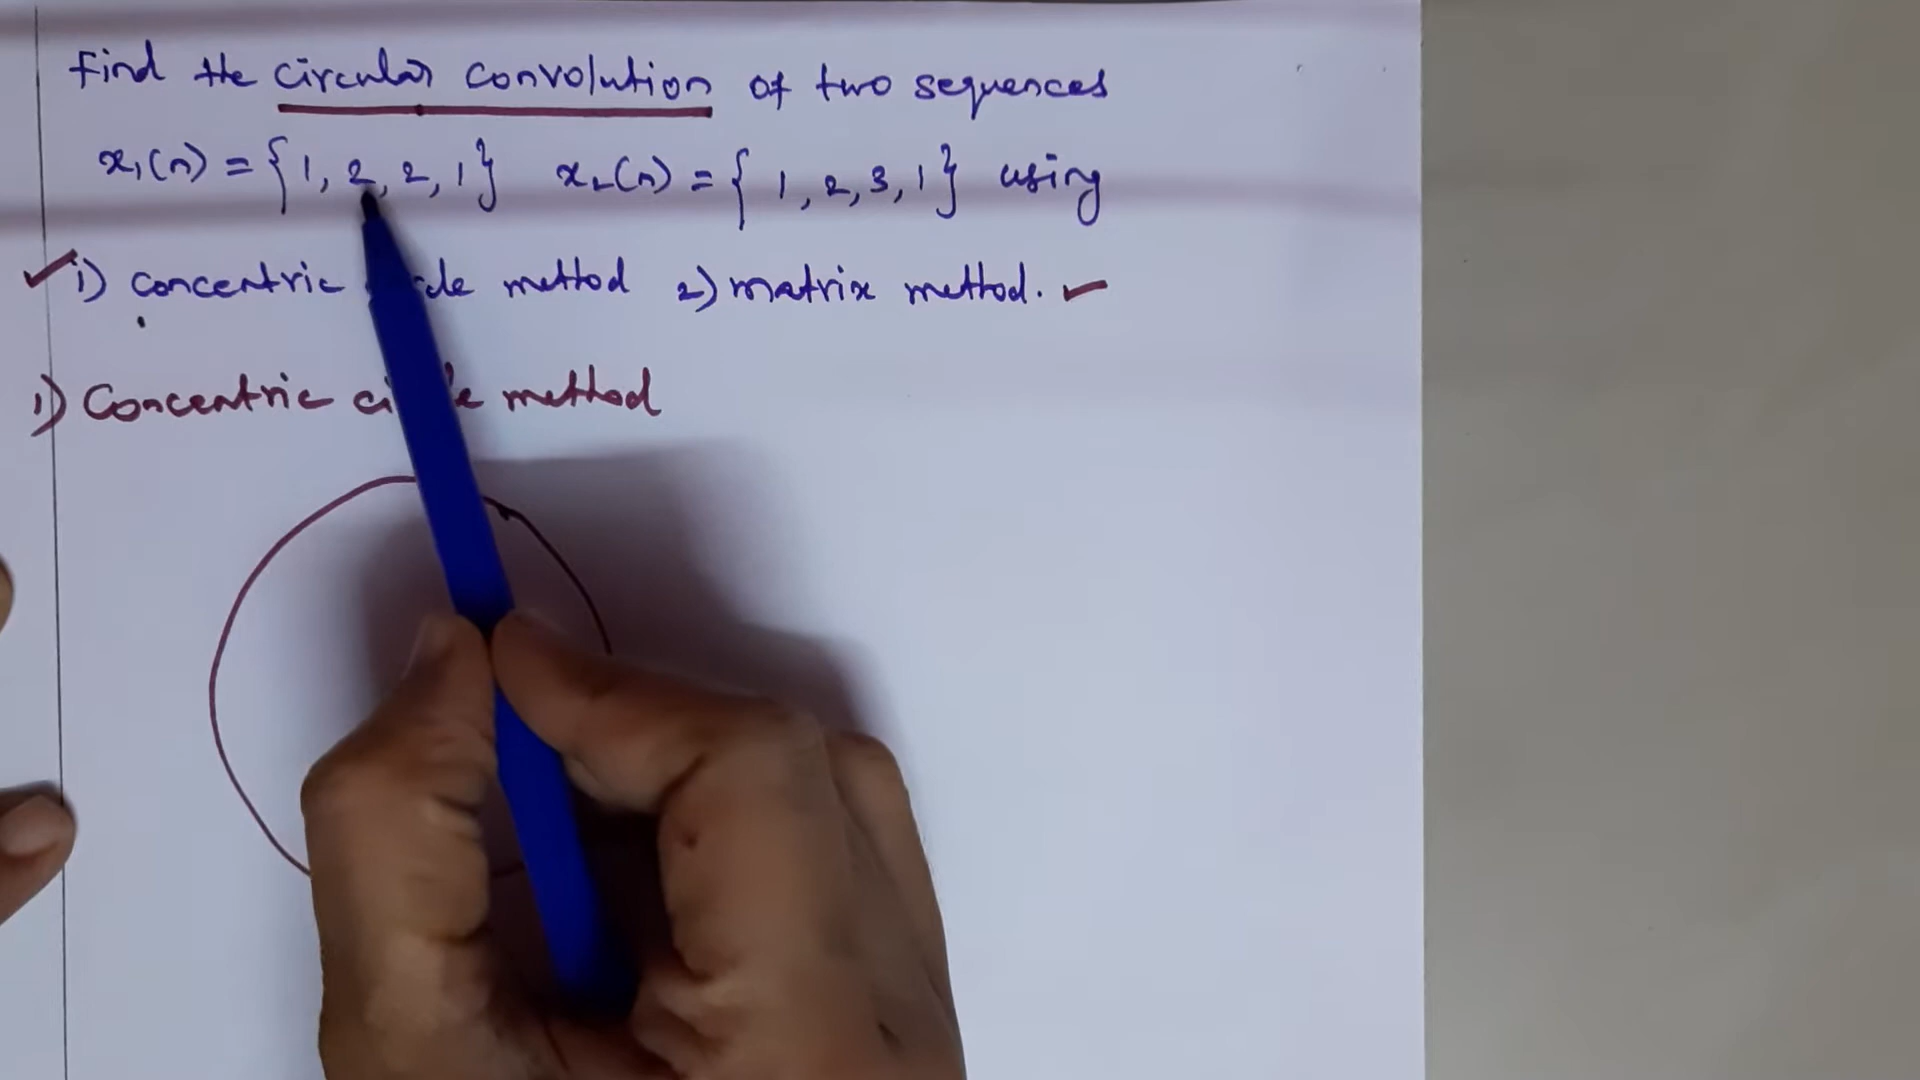 Find the circular convolution of two sequences
x₁(n) = {1, 2, 2, 1} x₂(n) = {1, 2, 3, 1} using
1) concentric method 2) matrix method.
1) Concentric method